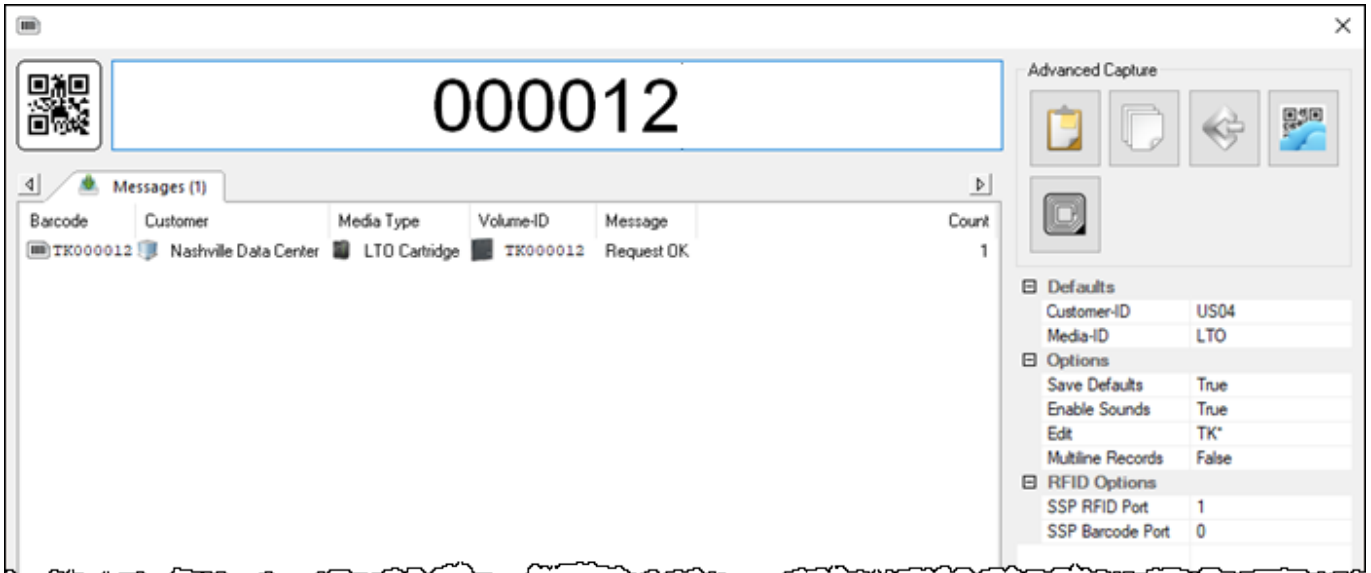 000012
Messages (1)
Barcode Customer Media Type Volume-ID Message Count
TK000012 Nashville Data Center LTO Cartridge TK000012 Request OK 1
Advanced Capture
Defaults
Customer-ID US04
Media-ID LTO
Options
Save Defaults True
Enable Sounds True
Edit TK*
Multiline Records False
RFID Options
SSP RFID Port 1
SSP Barcode Port 0